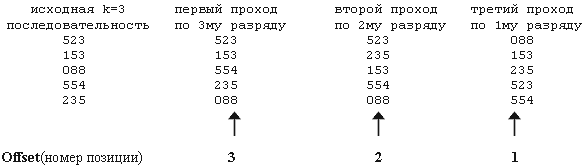 исходная k=3 первый проход второй проход третий проход
последовательность по 3му разряду по 2му разряду по 1му разряду
523 523 523 088
153 153 235 153
088 554 153 235
554 235 554 523
235 088 088 554
Offset(номер позиции) 3 2 1